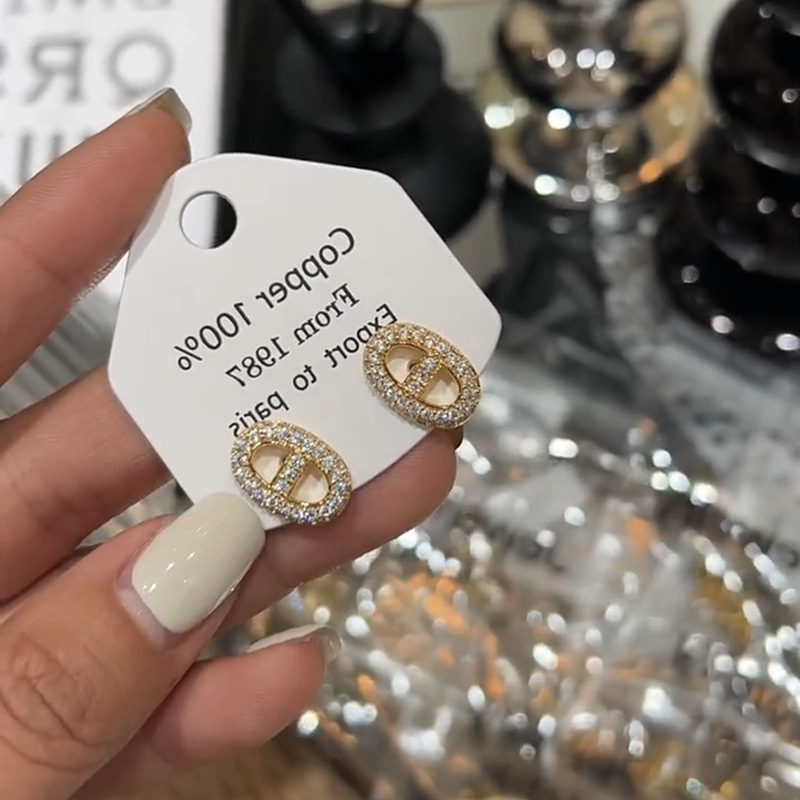 Copper 100%
From 1987
Export to paris